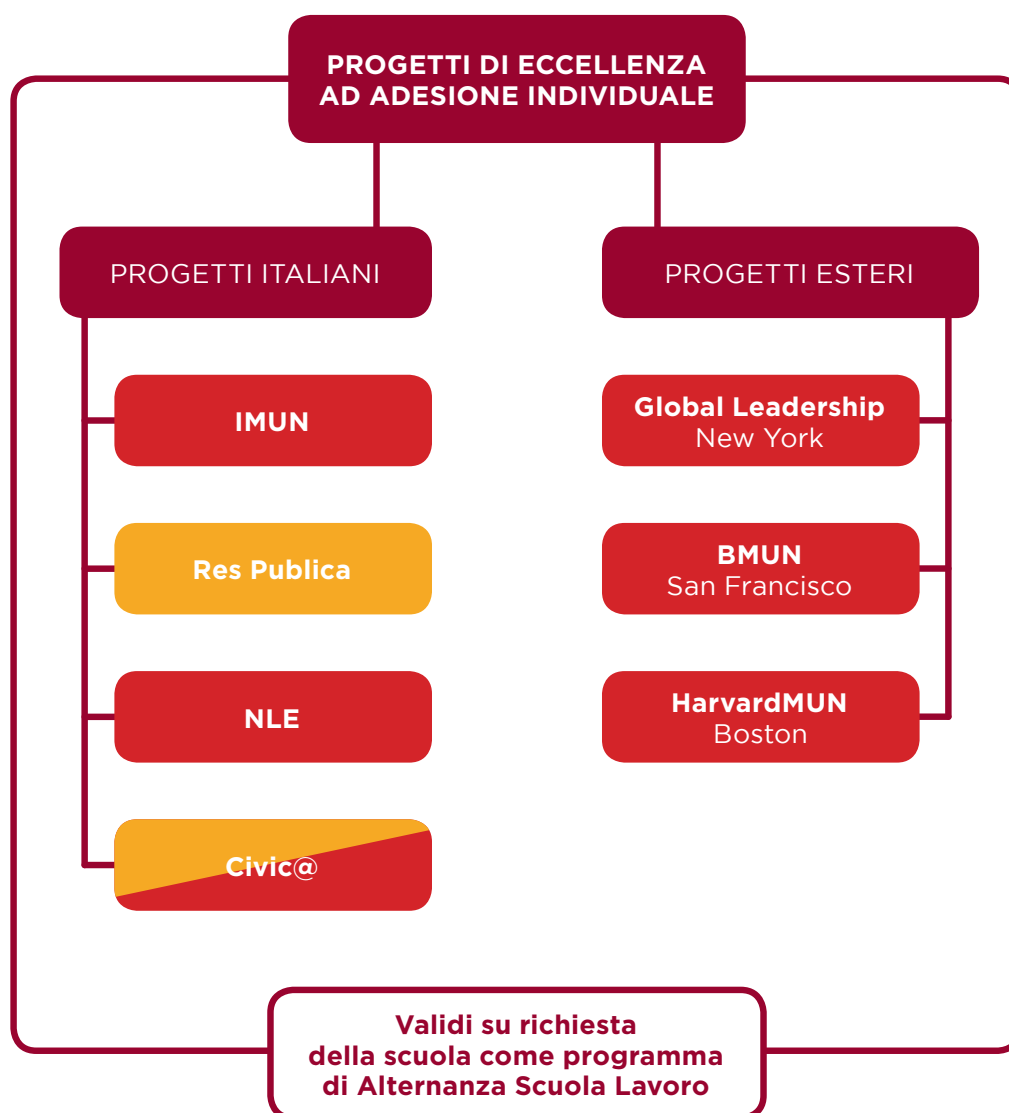 PROGETTI DI ECCELLENZA
AD ADESIONE INDIVIDUALE
PROGETTI ITALIANI
IMUN
Res Publica
NLE
Civic@
PROGETTI ESTERI
Global Leadership
New York
BMUN
San Francisco
HarvardMUN
Boston
Validi su richiesta
della scuola come programma
di Alternanza Scuola Lavoro